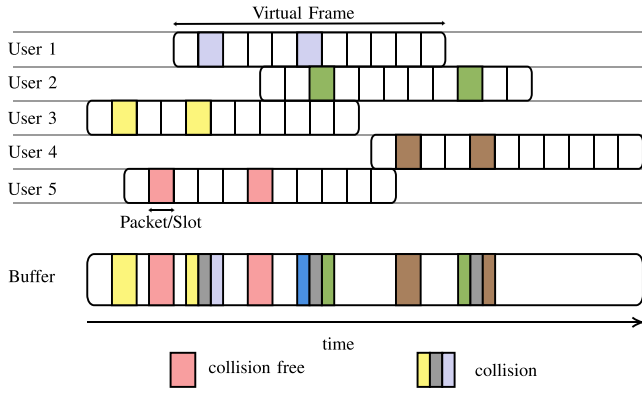 Virtual Frame
User 1
User 2
User 3
User 4
User 5
Packet/Slot
Buffer
time
collision free
collision